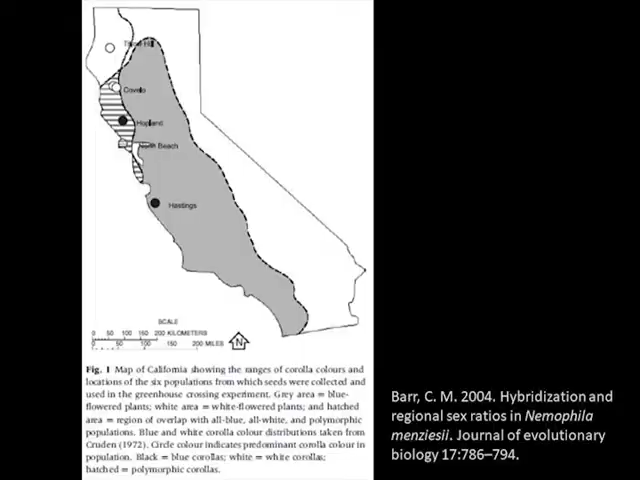 Covelo
Hopland
Hastings
SCALE
0 50 100 150 200 KILOMETERS
0 50 100 150 200 MILES
N
Fig. 1 Map of California showing the ranges of corolla colours and
locations of the six populations from which seeds were collected and
used in the greenhouse crossing experiment. Grey area = blue-
flowered plants; white area = white-flowered plants; and hatched
area = region of overlap with all-blue, all-white, and polymorphic
populations. Blue and white corolla colour distributions taken from
Cruden (1972). Circle colour indicates predominant corolla colour in
population. Black = blue corollas; white = white corollas;
hatched = polymorphic corollas.
Barr, C. M. 2004. Hybridization and
regional sex ratios in Nemophila
menziesii. Journal of evolutionary
biology 17:786–794.